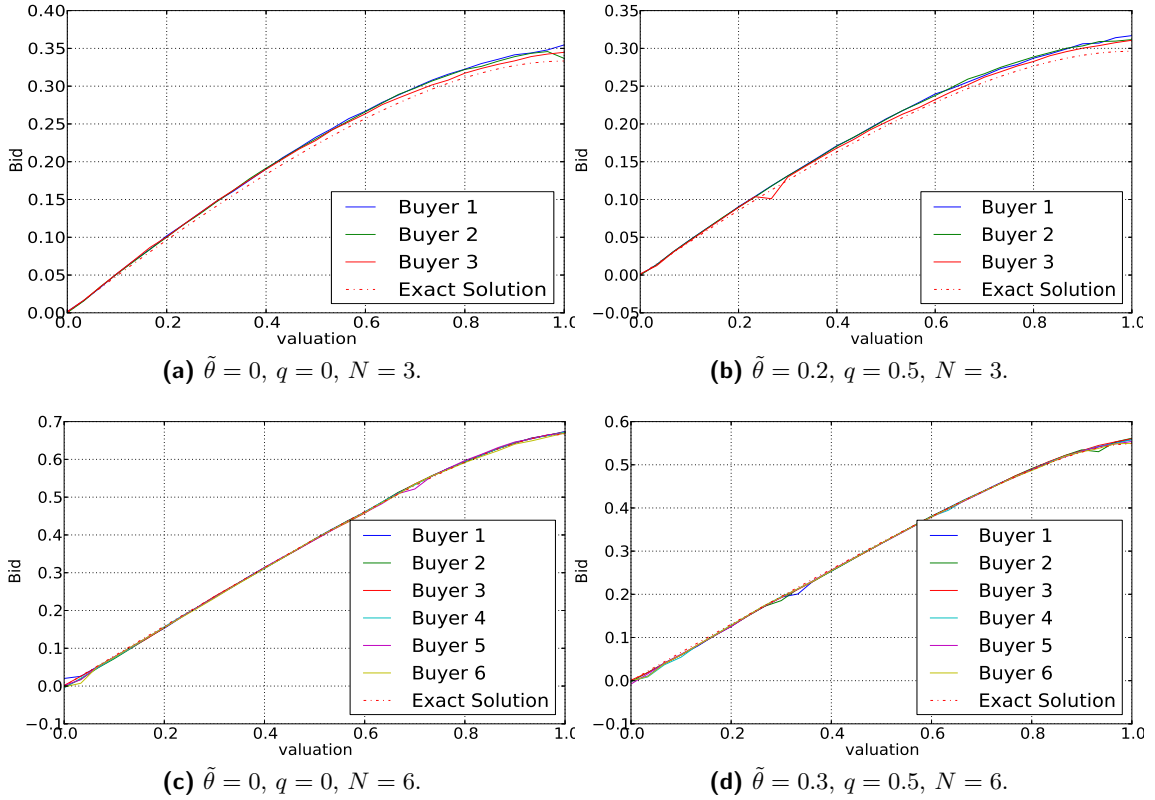 0.40
0.35
0.30
0.25
0.20
0.15
0.10
0.05
0.00
Bid
0.0 0.2 0.4 0.6 0.8 1.0
valuation
Buyer 1
Buyer 2
Buyer 3
Exact Solution
(a) θ̃ = 0, q = 0, N = 3.
0.35
0.30
0.25
0.20
0.15
0.10
0.05
0.00
−0.05
Bid
0.0 0.2 0.4 0.6 0.8 1.0
valuation
Buyer 1
Buyer 2
Buyer 3
Exact Solution
(b) θ̃ = 0.2, q = 0.5, N = 3.
0.7
0.6
0.5
0.4
0.3
0.2
0.1
0.0
−0.1
Bid
0.0 0.2 0.4 0.6 0.8 1.0
valuation
Buyer 1
Buyer 2
Buyer 3
Buyer 4
Buyer 5
Buyer 6
Exact Solution
(c) θ̃ = 0, q = 0, N = 6.
0.6
0.5
0.4
0.3
0.2
0.1
0.0
−0.1
Bid
0.0 0.2 0.4 0.6 0.8 1.0
valuation
Buyer 1
Buyer 2
Buyer 3
Buyer 4
Buyer 5
Buyer 6
Exact Solution
(d) θ̃ = 0.3, q = 0.5, N = 6.